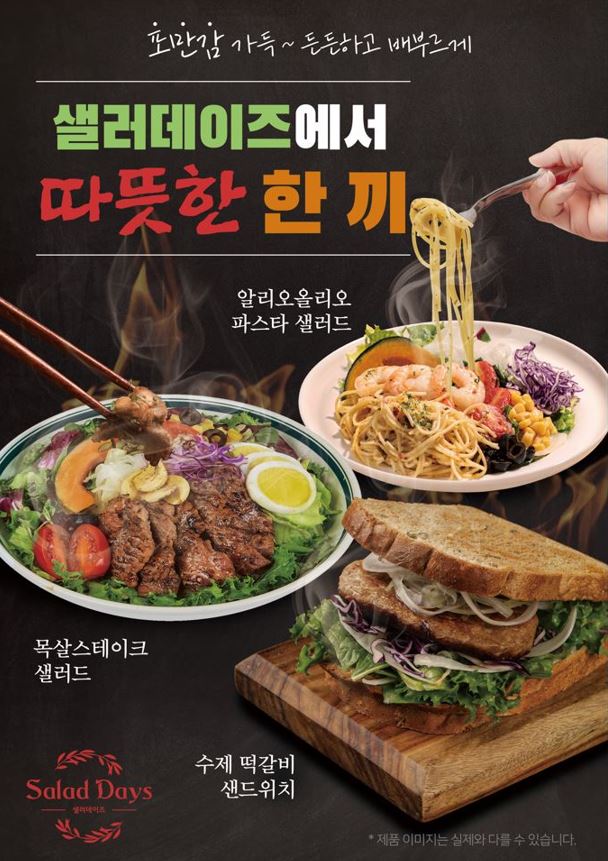 포만감 가득~ 든든하고 배부르게
샐러데이즈에서
따뜻한 한 끼
알리오올리오
파스타 샐러드
목살스테이크
샐러드
수제 떡갈비
샌드위치
Salad Days
샐러데이즈
* 제품 이미지는 실제와 다를 수 있습니다.